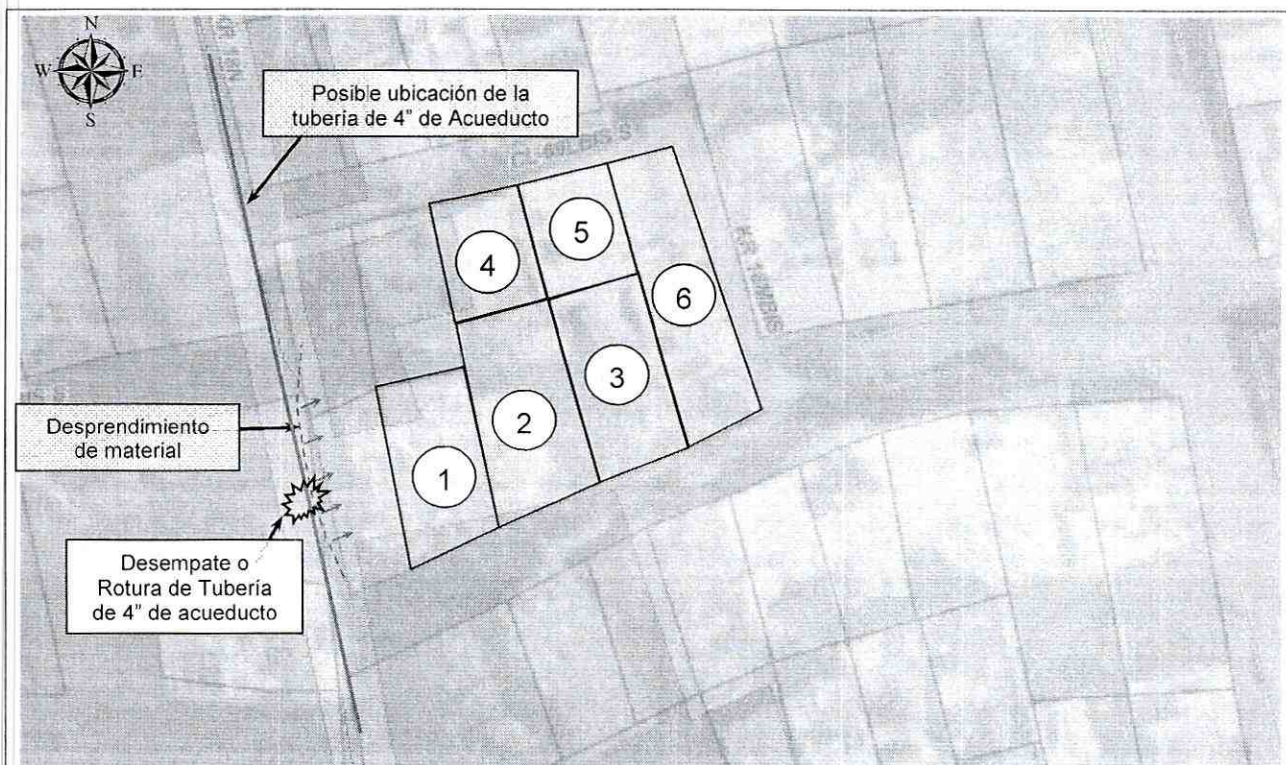 N
W E
S
Posible ubicación de la
tubería de 4" de Acueducto
4
5
6
3
2
1
Desprendimiento
de material
Desempate o
Rotura de Tubería
de 4" de acueducto